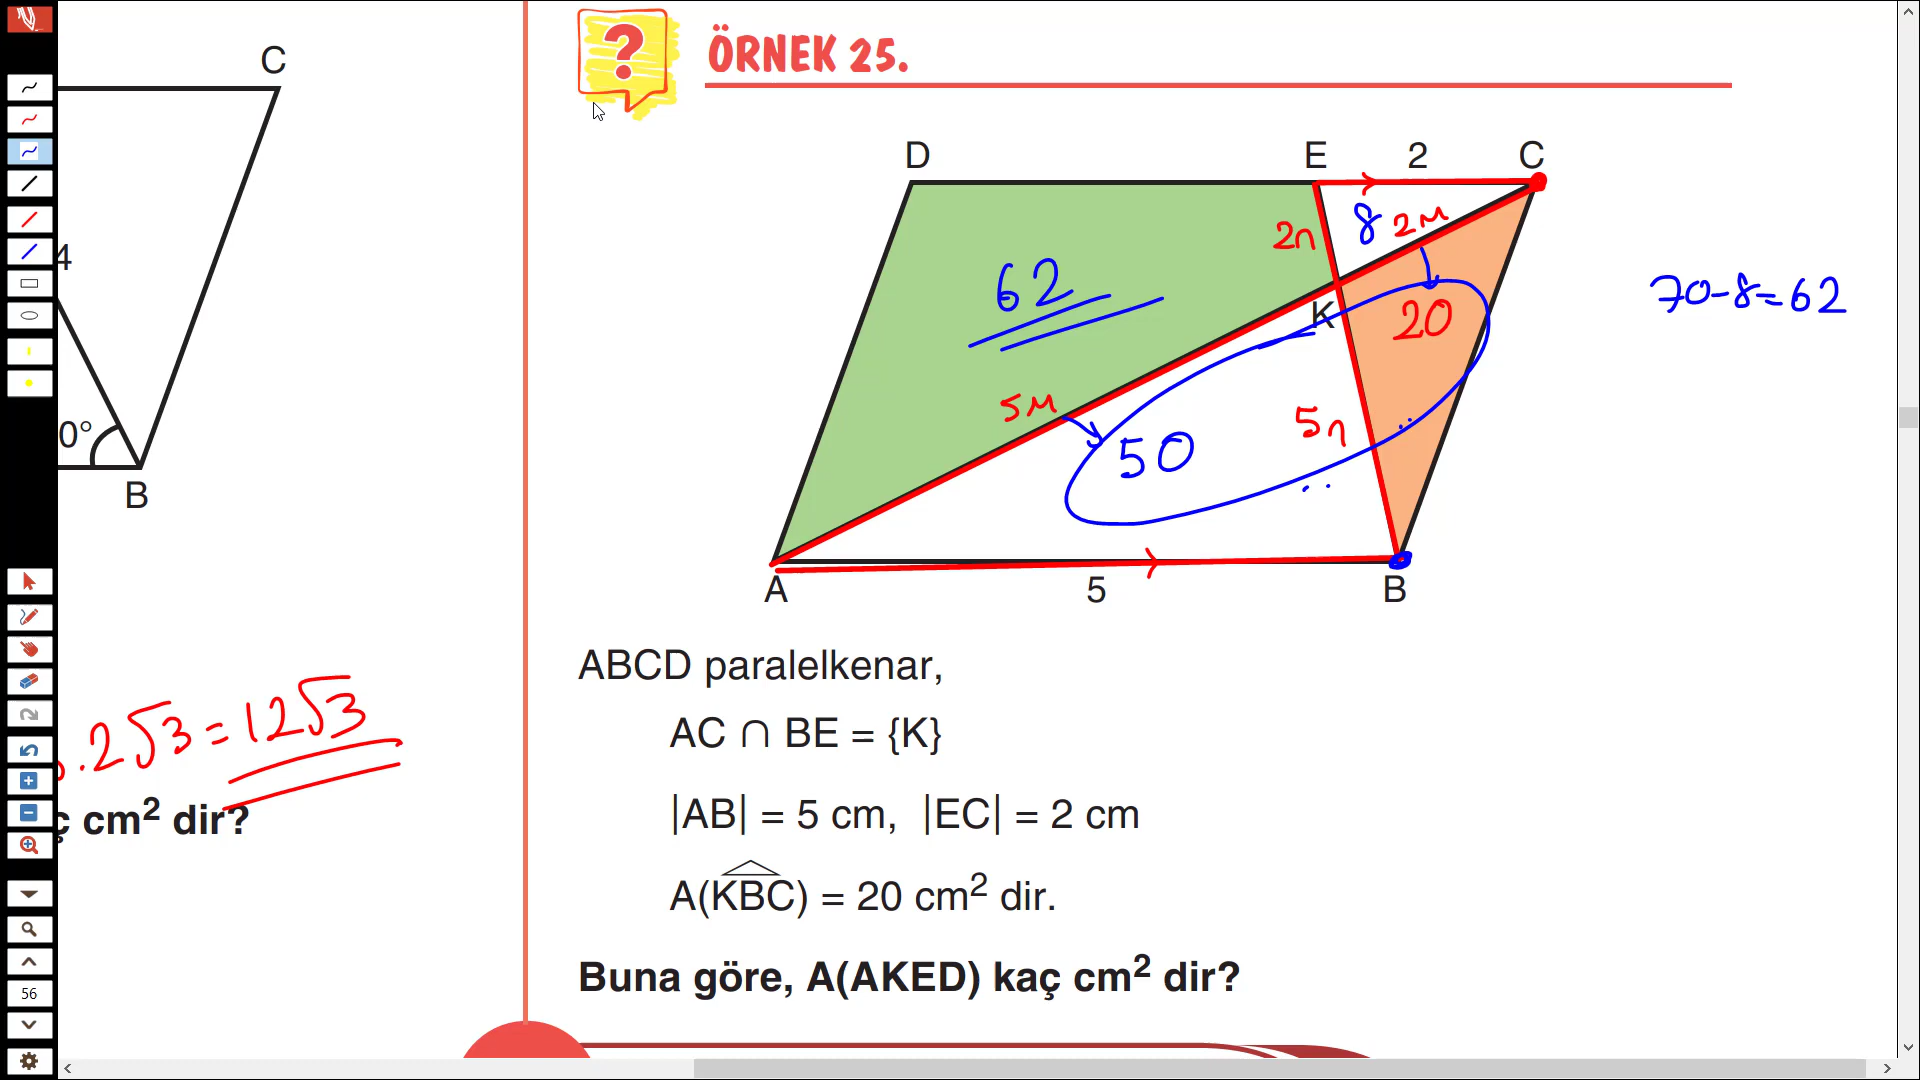 C
4
0°
B
.2√3=12√3
ç cm² dir?
?
ÖRNEK 25.
D
E
2
C
2n
8
2м
62
K
20
70-8=62
5м
50
5n
A
5
B
ABCD paralelkenar,
AC ∩ BE = {K}
|AB| = 5 cm, |EC| = 2 cm
A(KBC) = 20 cm² dir.
Buna göre, A(AKED) kaç cm² dir?
56